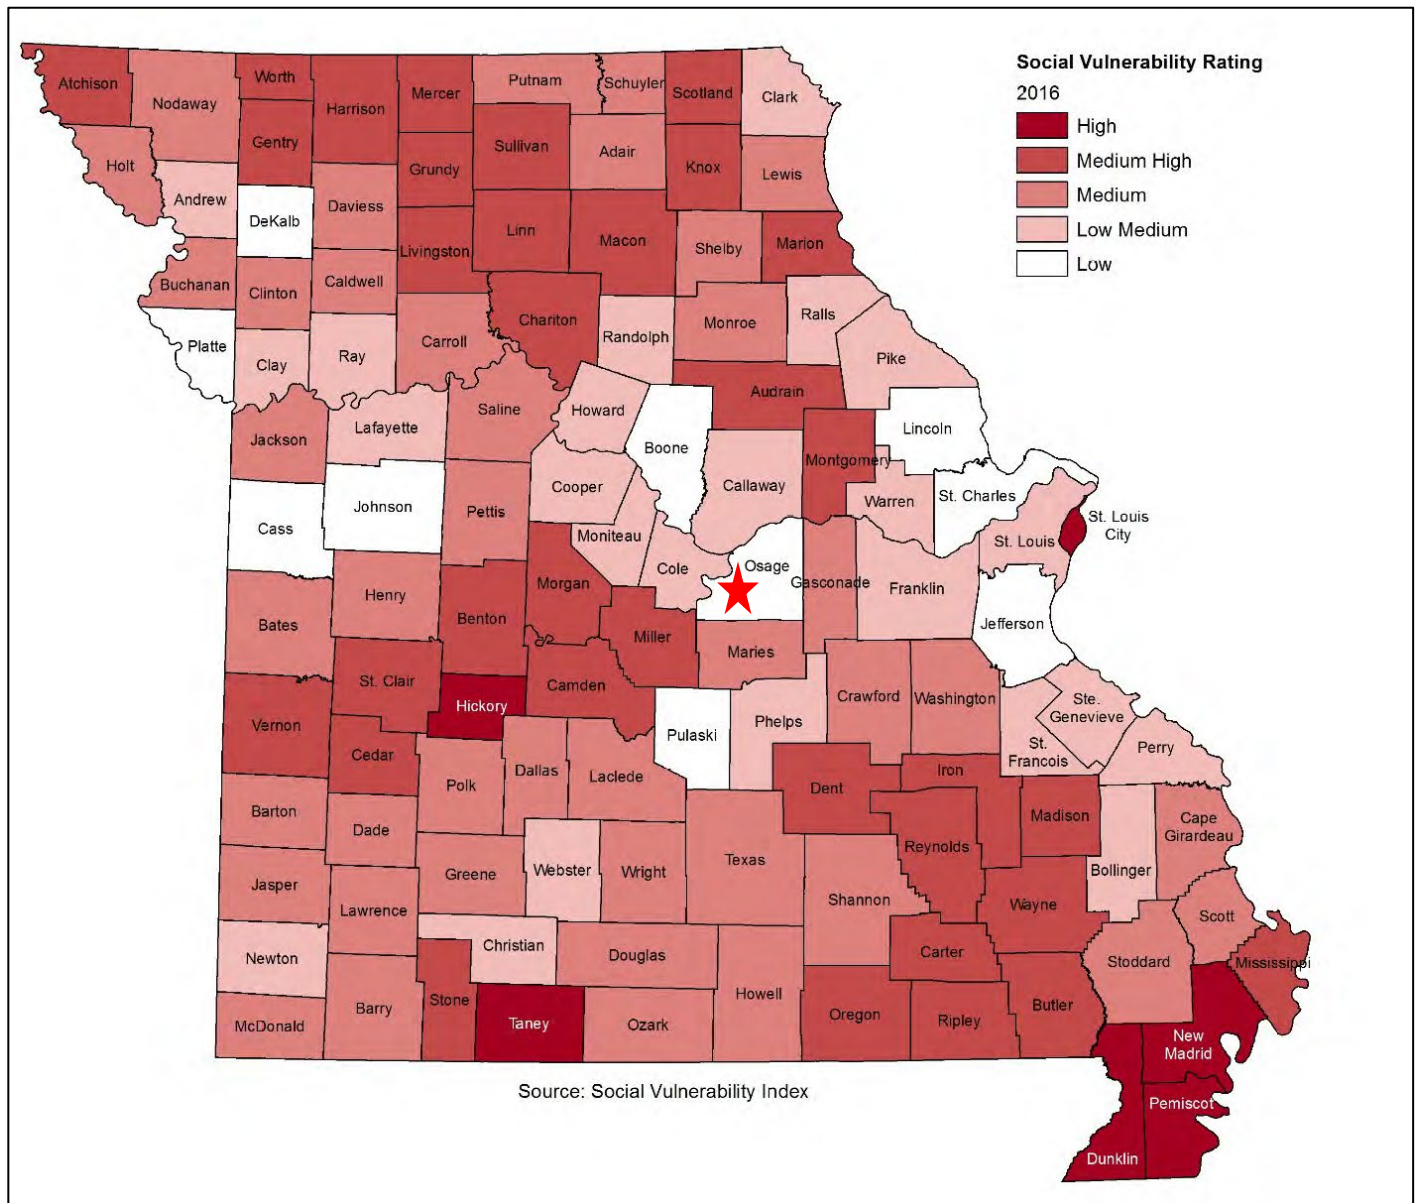 Social Vulnerability Rating
2016
High
Medium High
Medium
Low Medium
Low
Atchison
Nodaway
Worth
Harrison
Mercer
Putnam
Schuyler
Scotland
Clark
Gentry
Holt
Andrew
DeKalb
Daviess
Grundy
Sullivan
Adair
Knox
Lewis
Livingston
Linn
Macon
Shelby
Marion
Buchanan
Clinton
Caldwell
Carroll
Chariton
Randolph
Monroe
Ralls
Pike
Platte
Clay
Ray
Saline
Howard
Audrain
Jackson
Lafayette
Boone
Callaway
Montgomery
Lincoln
Cass
Johnson
Pettis
Cooper
Moniteau
Cole
Osage
Gasconade
Warren
St. Charles
St. Louis
St. Louis
City
Franklin
Jefferson
Bates
Henry
Benton
Morgan
Miller
Maries
Vernon
St. Clair
Hickory
Camden
Pulaski
Phelps
Crawford
Washington
St.
Francois
Ste.
Genevieve
Perry
Cedar
Polk
Dallas
Laclede
Dent
Iron
Madison
Reynolds
Bollinger
Cape
Girardeau
Barton
Dade
Greene
Webster
Wright
Texas
Shannon
Wayne
Scott
Jasper
Lawrence
Christian
Douglas
Howell
Carter
Butler
Stoddard
Mississippi
Newton
McDonald
Barry
Stone
Taney
Ozark
Oregon
Ripley
New
Madrid
Pemiscot
Dunklin
Source: Social Vulnerability Index